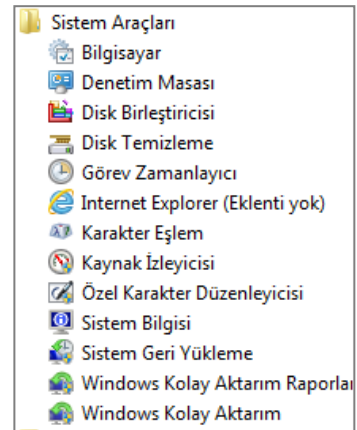 Sistem Araçları
Bilgisayar
Denetim Masası
Disk Birleştiricisi
Disk Temizleme
Görev Zamanlayıcı
Internet Explorer (Eklenti yok)
Karakter Eşlem
Kaynak İzleyicisi
Özel Karakter Düzenleyicisi
Sistem Bilgisi
Sistem Geri Yükleme
Windows Kolay Aktarım Raporla
Windows Kolay Aktarım